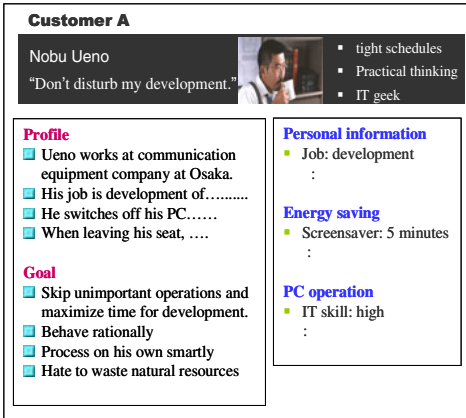 Customer A
Nobu Ueno
“Don’t disturb my development.”
▪ tight schedules
▪ Practical thinking
▪ IT geek
Profile
Ueno works at communication
equipment company at Osaka.
His job is development of….......
He switches off his PC……
When leaving his seat, ….
Goal
Skip unimportant operations and
maximize time for development.
Behave rationally
Process on his own smartly
Hate to waste natural resources
Personal information
▪ Job: development
:
Energy saving
▪ Screensaver: 5 minutes
:
PC operation
▪ IT skill: high
: